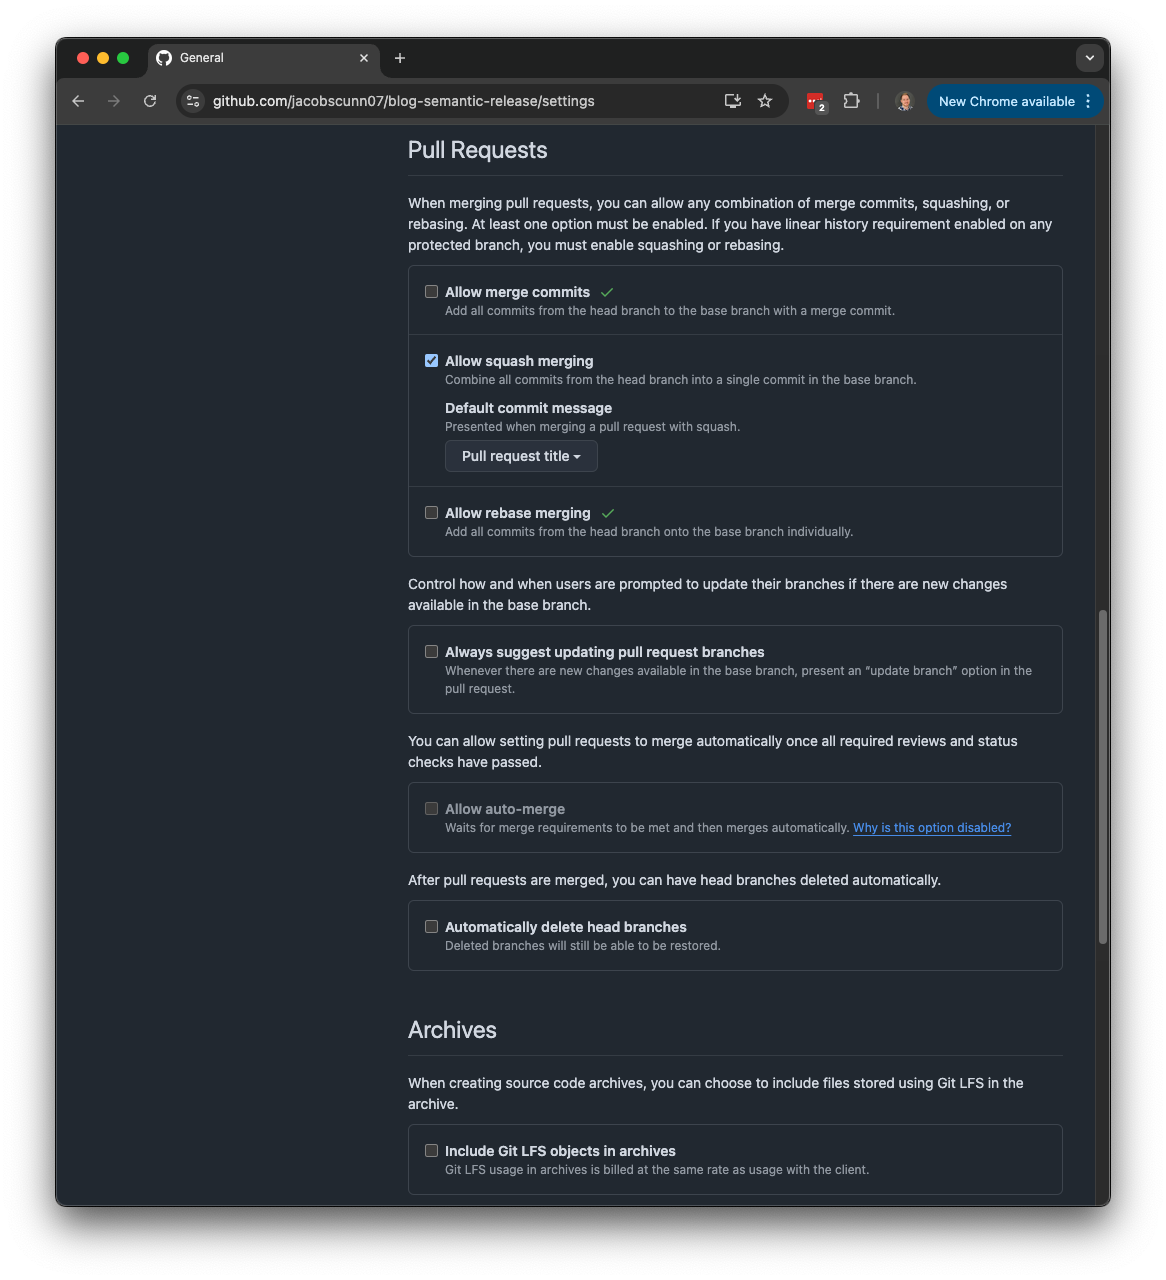 General
github.com/jacobscunn07/blog-semantic-release/settings
2
New Chrome available
Pull Requests
When merging pull requests, you can allow any combination of merge commits, squashing, or
rebasing. At least one option must be enabled. If you have linear history requirement enabled on any
protected branch, you must enable squashing or rebasing.
Allow merge commits
Add all commits from the head branch to the base branch with a merge commit.
Allow squash merging
Combine all commits from the head branch into a single commit in the base branch.
Default commit message
Presented when merging a pull request with squash.
Pull request title
Allow rebase merging
Add all commits from the head branch onto the base branch individually.
Control how and when users are prompted to update their branches if there are new changes
available in the base branch.
Always suggest updating pull request branches
Whenever there are new changes available in the base branch, present an “update branch” option in the
pull request.
You can allow setting pull requests to merge automatically once all required reviews and status
checks have passed.
Allow auto-merge
Waits for merge requirements to be met and then merges automatically. Why is this option disabled?
After pull requests are merged, you can have head branches deleted automatically.
Automatically delete head branches
Deleted branches will still be able to be restored.
Archives
When creating source code archives, you can choose to include files stored using Git LFS in the
archive.
Include Git LFS objects in archives
Git LFS usage in archives is billed at the same rate as usage with the client.